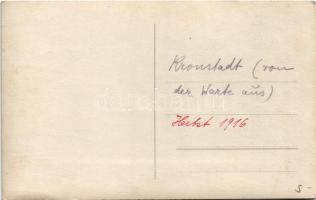 Kronstadt (von
der Warte aus)
Herbst 1916
5-